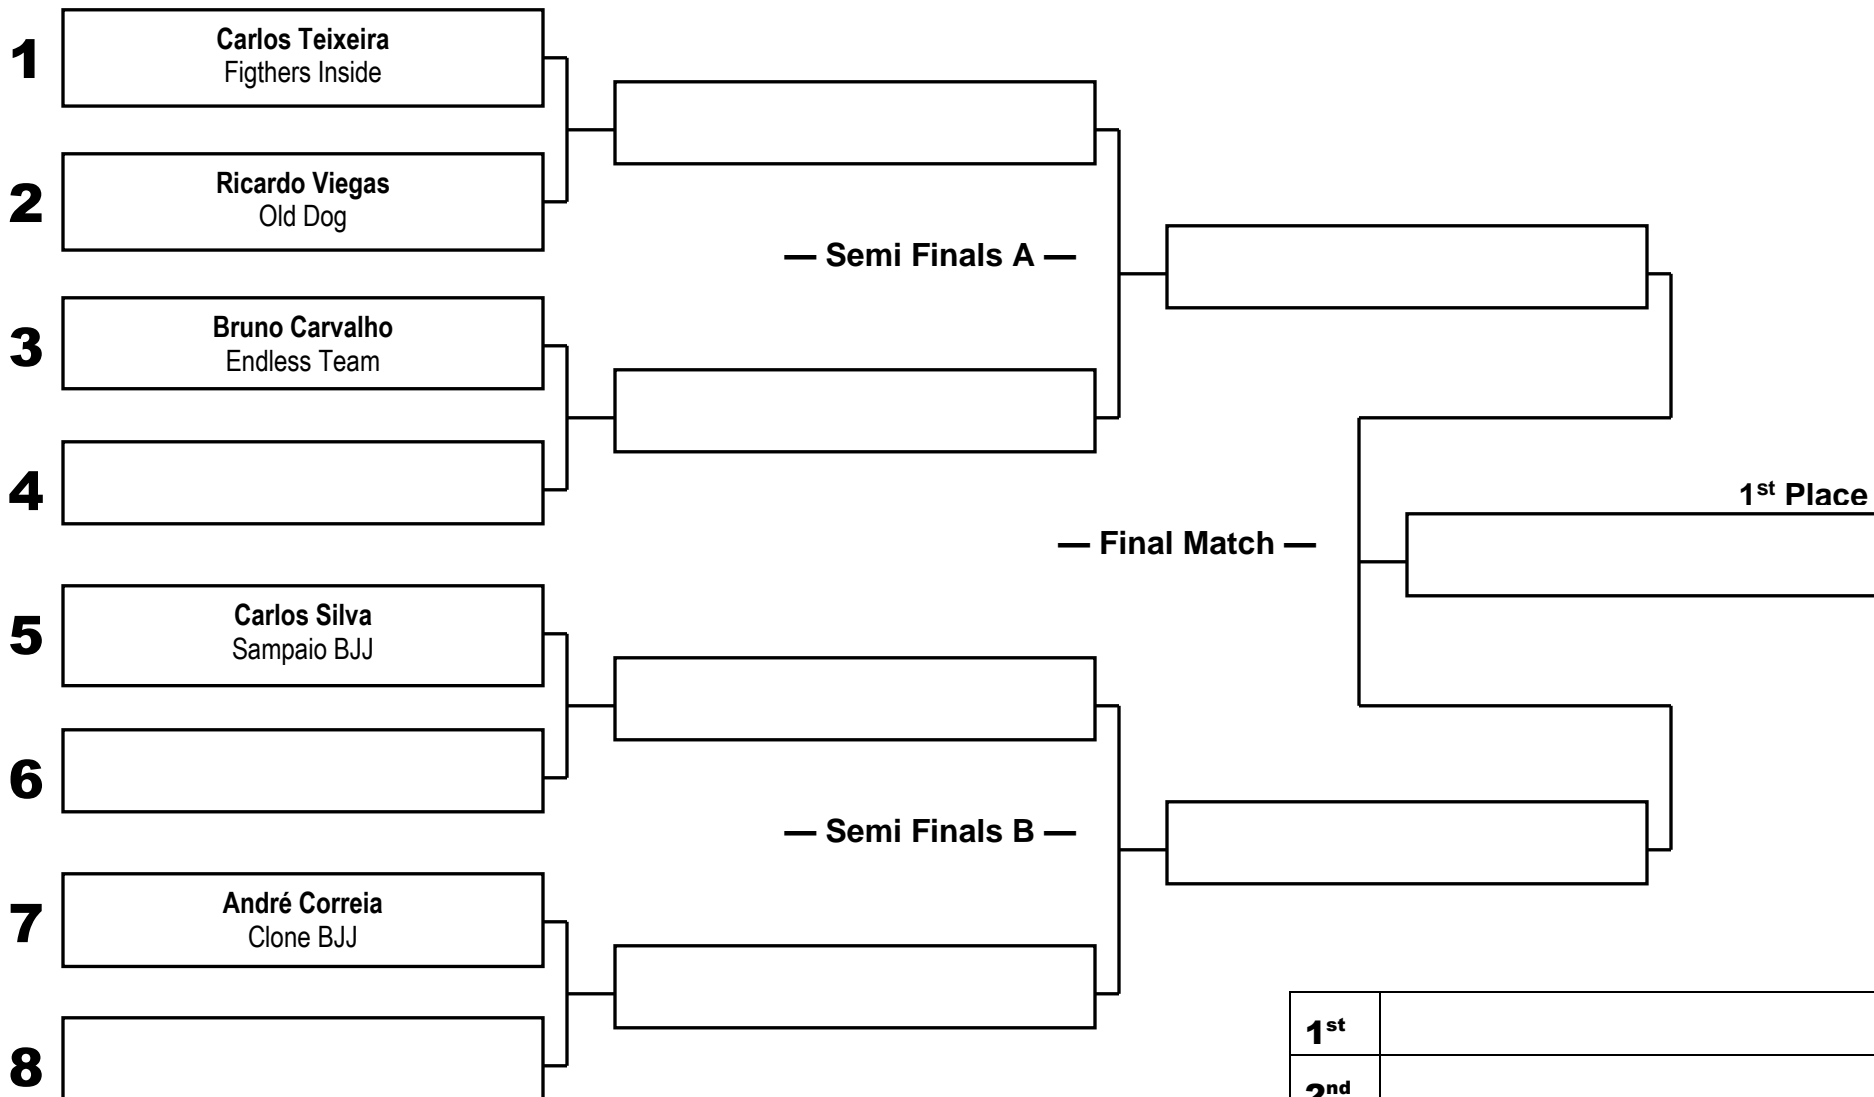 1
Carlos Teixeira
Figthers Inside
2
Ricardo Viegas
Old Dog
— Semi Finals A —
3
Bruno Carvalho
Endless Team
4
1st Place
— Final Match —
5
Carlos Silva
Sampaio BJJ
6
— Semi Finals B —
7
André Correia
Clone BJJ
8
1st
2nd